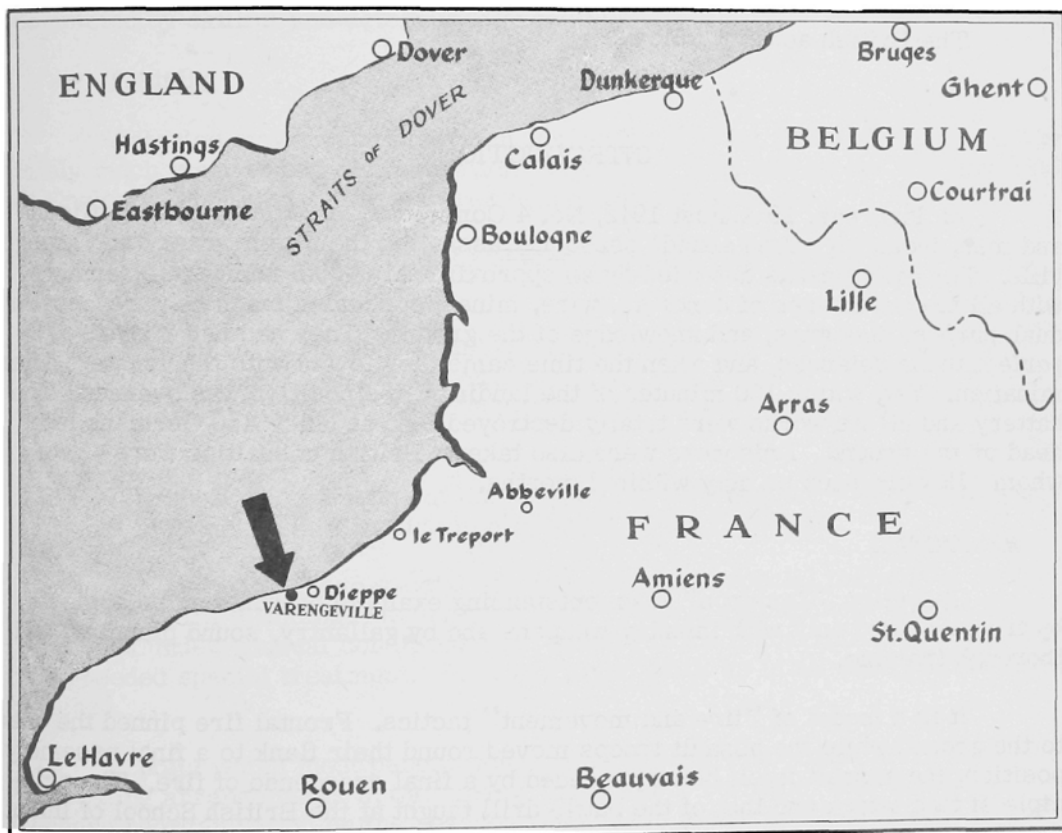 ENGLAND
Dover
Bruges
Dunkerque
Ghent
Hastings
STRAITS OF DOVER
Calais
BELGIUM
Eastbourne
Courtrai
Boulogne
Lille
Arras
Abbeville
le Treport
FRANCE
Dieppe
VARENGEVILLE
Amiens
St. Quentin
Le Havre
Rouen
Beauvais